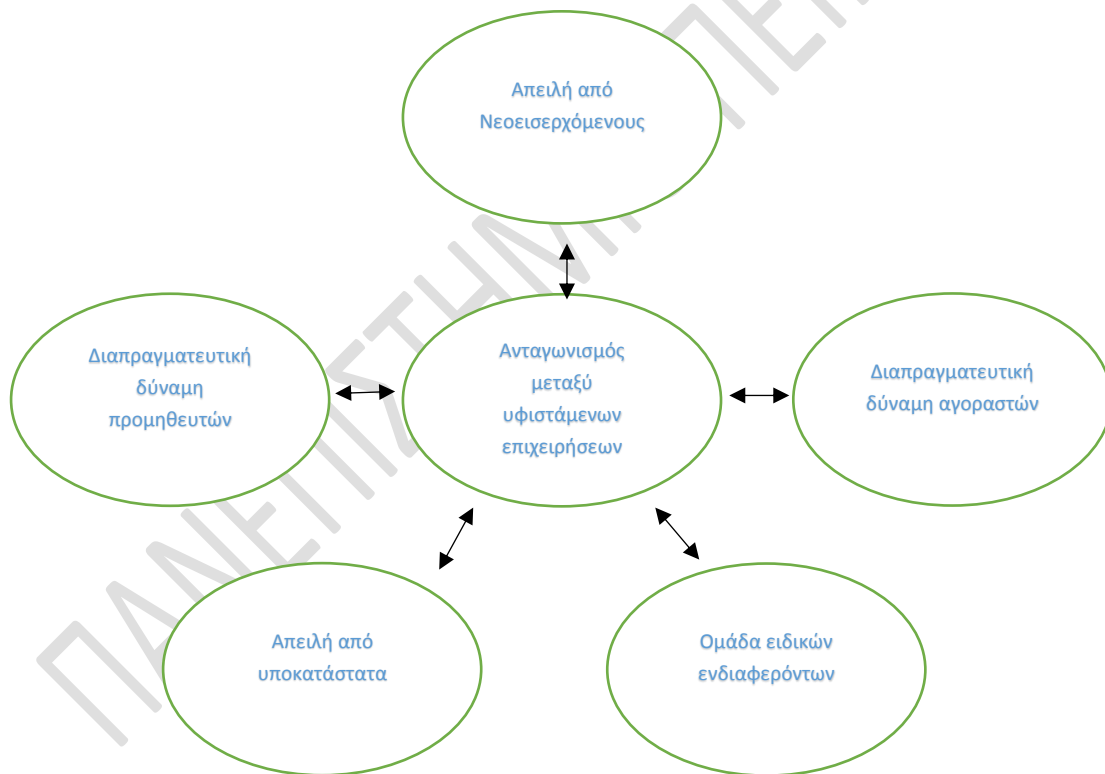 Απειλή από
Νεοεισερχόμενους
Διαπραγματευτική
δύναμη
προμηθευτών
Ανταγωνισμός
μεταξύ
υφιστάμενων
επιχειρήσεων
Διαπραγματευτική
δύναμη αγοραστών
Απειλή από
υποκατάστατα
Ομάδα ειδικών
ενδιαφερόντων